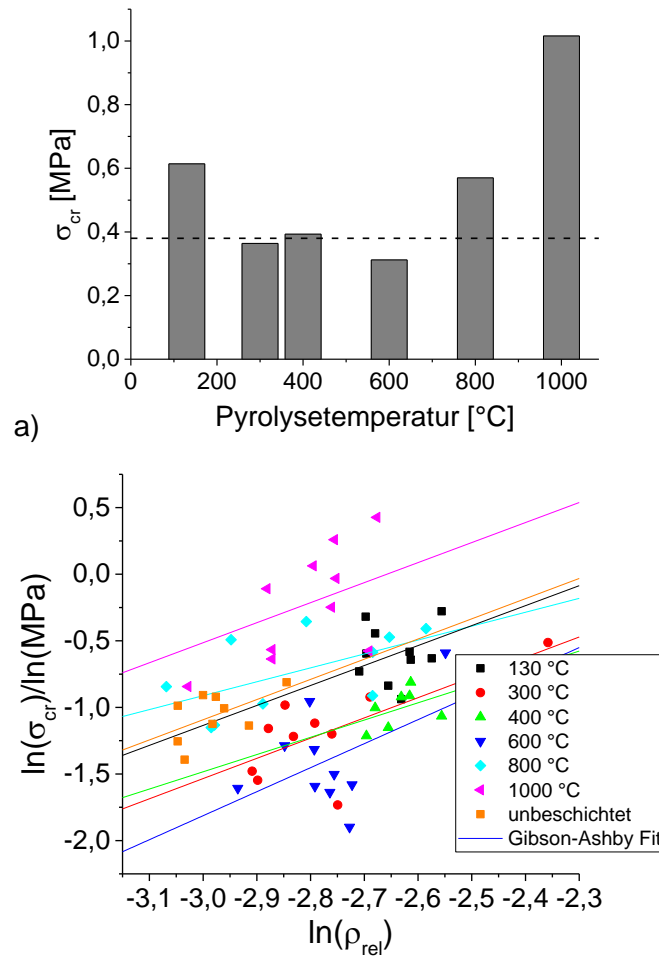 1,0
0,8
0,6
0,4
0,2
0,0
σcr [MPa]
0 200 400 600 800 1000
Pyrolysetemperatur [°C]
a)
0,5
0,0
-0,5
-1,0
-1,5
-2,0
ln(σcr)/ln(MPa)
130 °C
300 °C
400 °C
600 °C
800 °C
1000 °C
unbeschichtet
Gibson-Ashby Fit
-3,1 -3,0 -2,9 -2,8 -2,7 -2,6 -2,5 -2,4 -2,3
ln(ρrel)